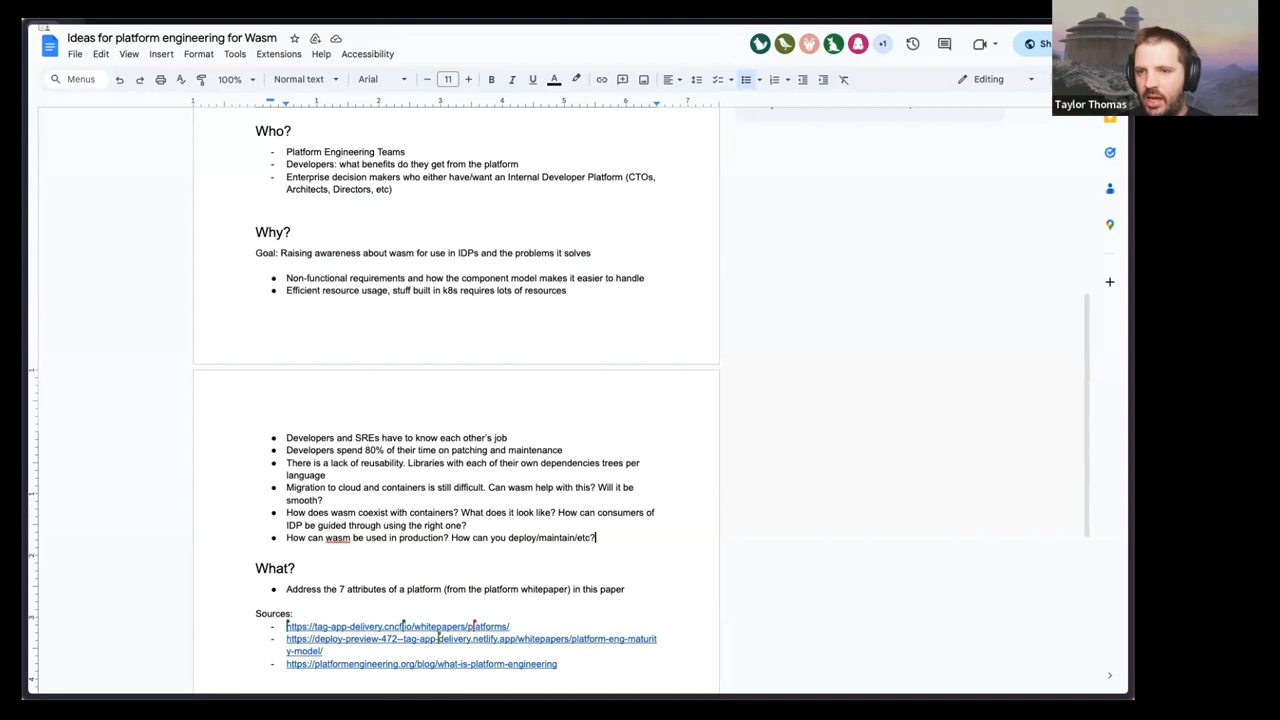 Ideas for platform engineering for Wasm
File Edit View Insert Format Tools Extensions Help Accessibility
+1
Sh
Menus
100%
Normal text
Arial
11
Editing
Taylor Thomas
1 1 2 3 4 5 6 7
Who?
- Platform Engineering Teams
- Developers: what benefits do they get from the platform
- Enterprise decision makers who either have/want an Internal Developer Platform (CTOs,
Architects, Directors, etc)
Why?
Goal: Raising awareness about wasm for use in IDPs and the problems it solves
● Non-functional requirements and how the component model makes it easier to handle
● Efficient resource usage, stuff built in k8s requires lots of resources
● Developers and SREs have to know each other's job
● Developers spend 80% of their time on patching and maintenance
● There is a lack of reusability. Libraries with each of their own dependencies trees per
language
● Migration to cloud and containers is still difficult. Can wasm help with this? Will it be
smooth?
● How does wasm coexist with containers? What does it look like? How can consumers of
IDP be guided through using the right one?
● How can wasm be used in production? How can you deploy/maintain/etc?
What?
● Address the 7 attributes of a platform (from the platform whitepaper) in this paper
Sources:
- https://tag-app-delivery.cncf.io/whitepapers/platforms/
- https://deploy-preview-472--tag-app-delivery.netlify.app/whitepapers/platform-eng-maturit
y-model/
- https://platformengineering.org/blog/what-is-platform-engineering